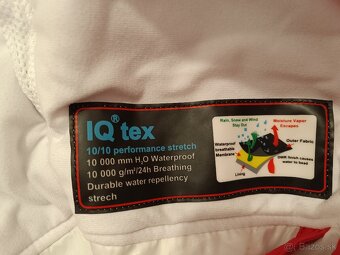 IQ® tex
10/10 performance stretch
10 000 mm H₂O Waterproof
10 000 g/m²/24h Breathing
Durable water repellency
strech
Rain, Snow and Wind
Stay Out
Moisture Vapor
Escapes
Waterproof
breathable
Membrane
Outer Fabric
DWR finish causes
water to bead
Lining
© Bazos.sk